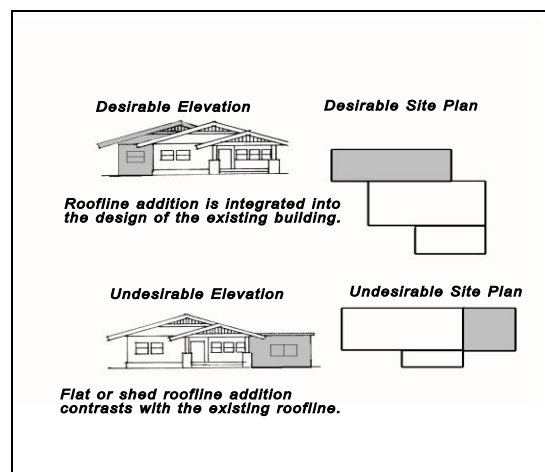 Desirable Elevation
Desirable Site Plan
Roofline addition is integrated into
the design of the existing building.
Undesirable Elevation
Undesirable Site Plan
Flat or shed roofline addition
contrasts with the existing roofline.